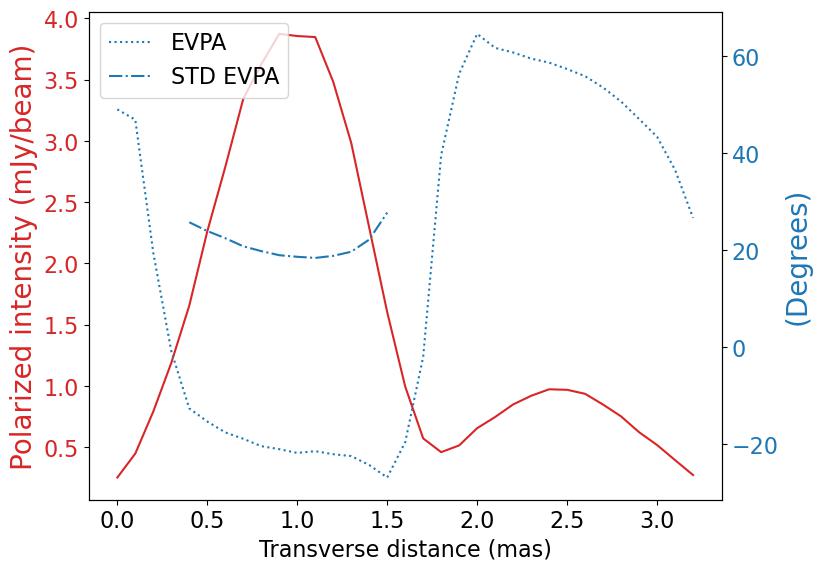 EVPA
STD EVPA
Polarized intensity (mJy/beam)
4.0
3.5
3.0
2.5
2.0
1.5
1.0
0.5
60
40
20
0
−20
(Degrees)
0.0 0.5 1.0 1.5 2.0 2.5 3.0
Transverse distance (mas)